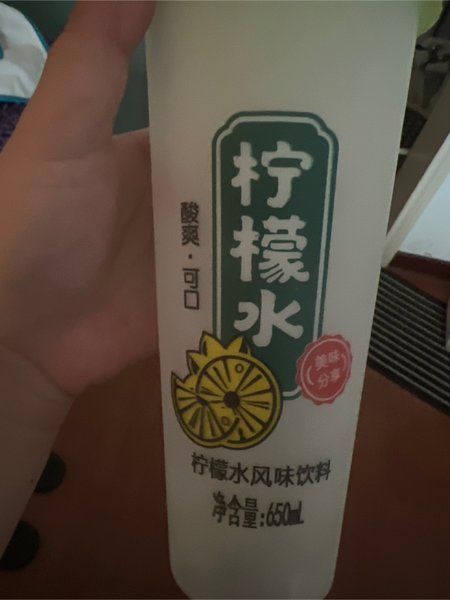 柠檬水
酸爽·可口
美味
分享
柠檬水风味饮料
净含量:650mL